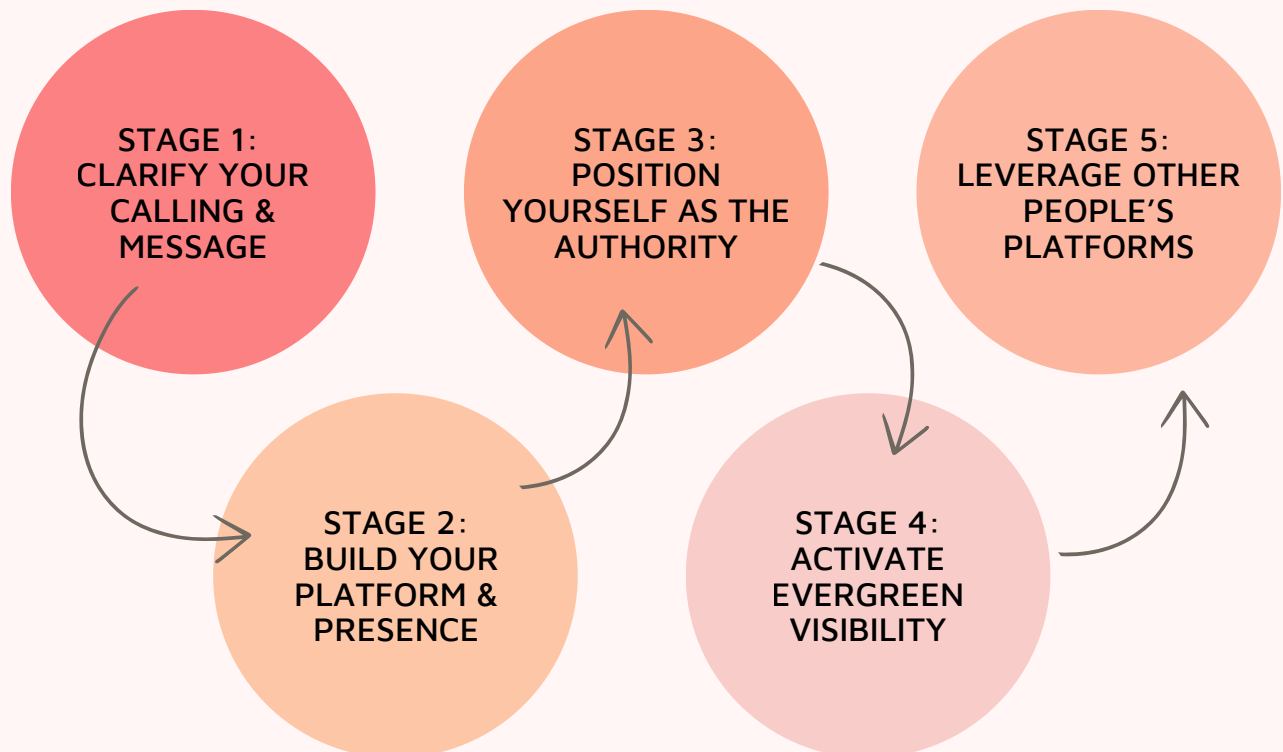 STAGE 1:
CLARIFY YOUR
CALLING &
MESSAGE
STAGE 2:
BUILD YOUR
PLATFORM &
PRESENCE
STAGE 3:
POSITION
YOURSELF AS THE
AUTHORITY
STAGE 4:
ACTIVATE
EVERGREEN
VISIBILITY
STAGE 5:
LEVERAGE OTHER
PEOPLE’S
PLATFORMS